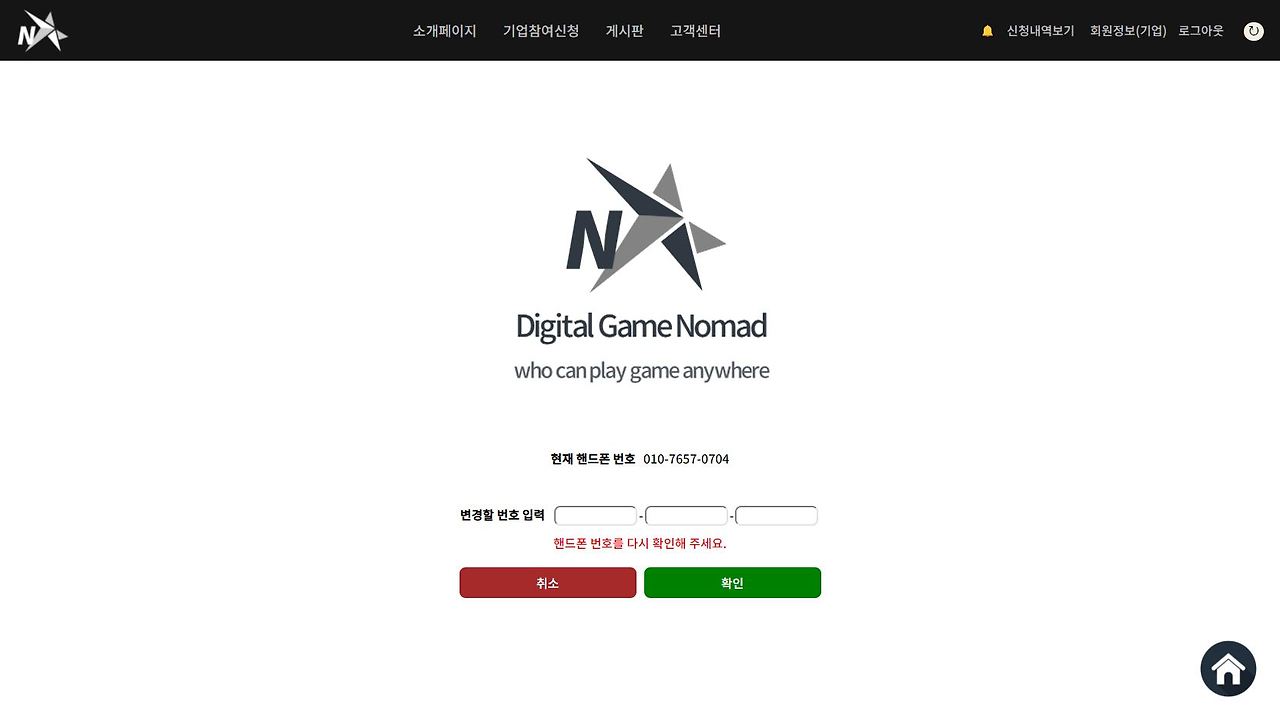 N
소개페이지 기업참여신청 게시판 고객센터 신청내역보기 회원정보(기업) 로그아웃
N
Digital Game Nomad
who can play game anywhere
현재 핸드폰 번호 010-7657-0704
변경할 번호 입력 - -
핸드폰 번호를 다시 확인해 주세요.
취소 확인